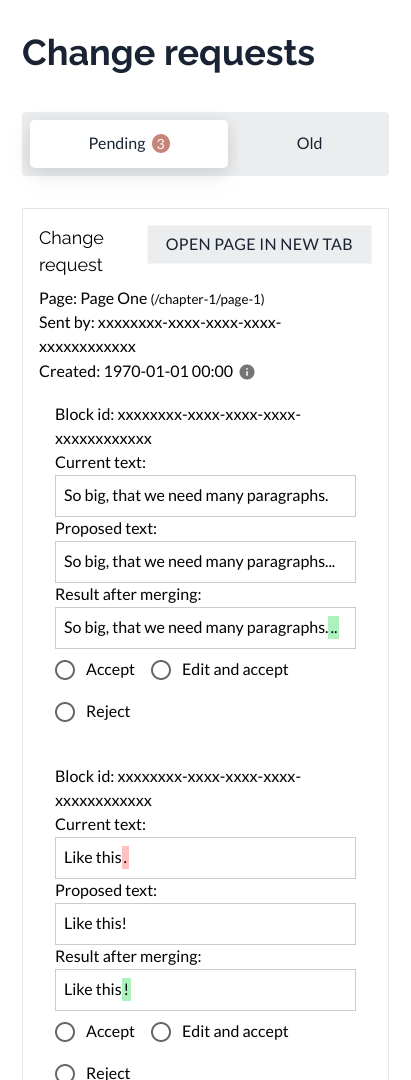 Change requests
Pending 3
Old
Change
request
OPEN PAGE IN NEW TAB
Page: Page One (/chapter-1/page-1)
Sent by: xxxxxxxx-xxxx-xxxx-xxxx-
xxxxxxxxxxxx
Created: 1970-01-01 00:00
Block id: xxxxxxxx-xxxx-xxxx-xxxx-
xxxxxxxxxxxx
Current text:
So big, that we need many paragraphs.
Proposed text:
So big, that we need many paragraphs...
Result after merging:
So big, that we need many paragraphs...
Accept Edit and accept
Reject
Block id: xxxxxxxx-xxxx-xxxx-xxxx-
xxxxxxxxxxxx
Current text:
Like this.
Proposed text:
Like this!
Result after merging:
Like this!
Accept Edit and accept
Reject